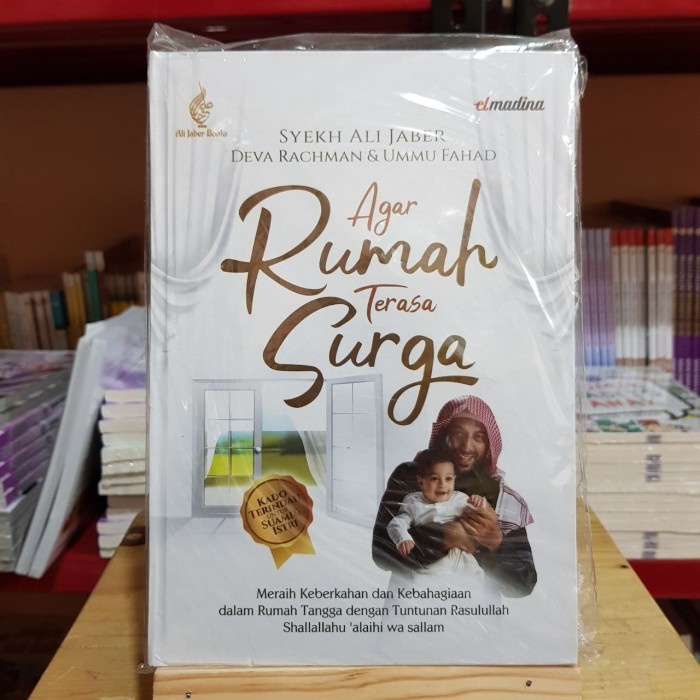 Ali Jaber Books
elmadina
SYEKH ALI JABER
DEVA RACHMAN & UMMU FAHAD
Agar
Rumah
Terasa
Surga
KADO
TERINDAH
UNTUK
SUAMI
ISTRI
Meraih Keberkahan dan Kebahagiaan
dalam Rumah Tangga dengan Tuntunan Rasulullah
Shallallahu 'alaihi wa sallam